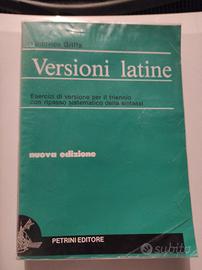 Versioni latine
Esercizi di versione per il triennio
con ripasso sistematico della sintassi
nuova edizione
PETRINI EDITORE
subito